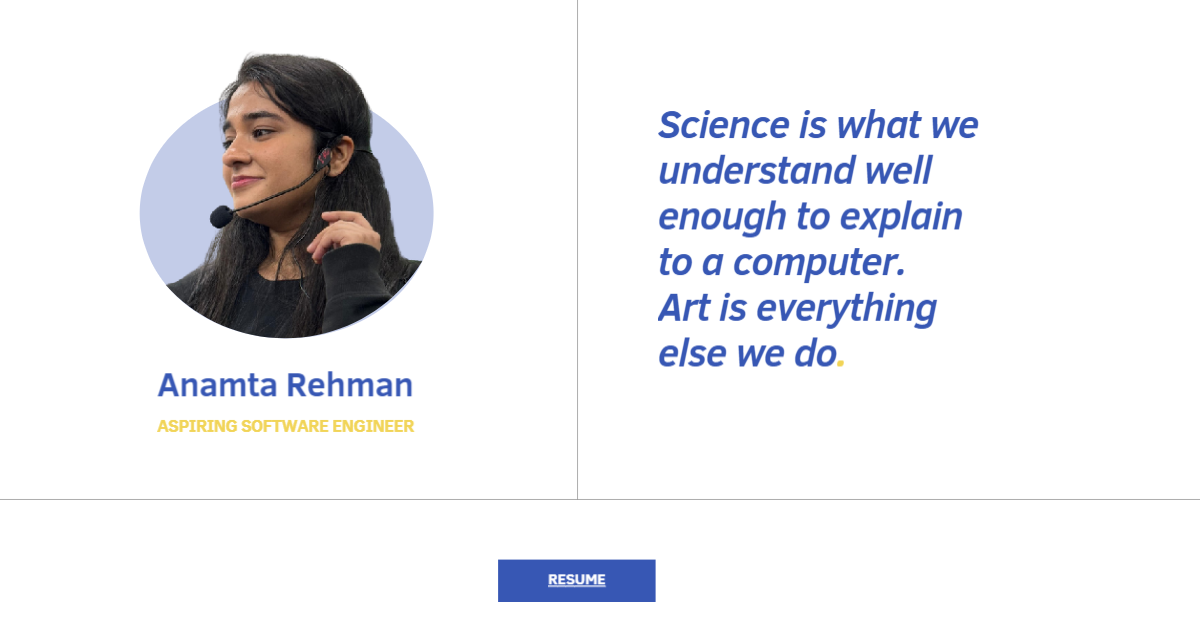 Anamta Rehman
ASPIRING SOFTWARE ENGINEER
Science is what we
understand well
enough to explain
to a computer.
Art is everything
else we do.
RESUME